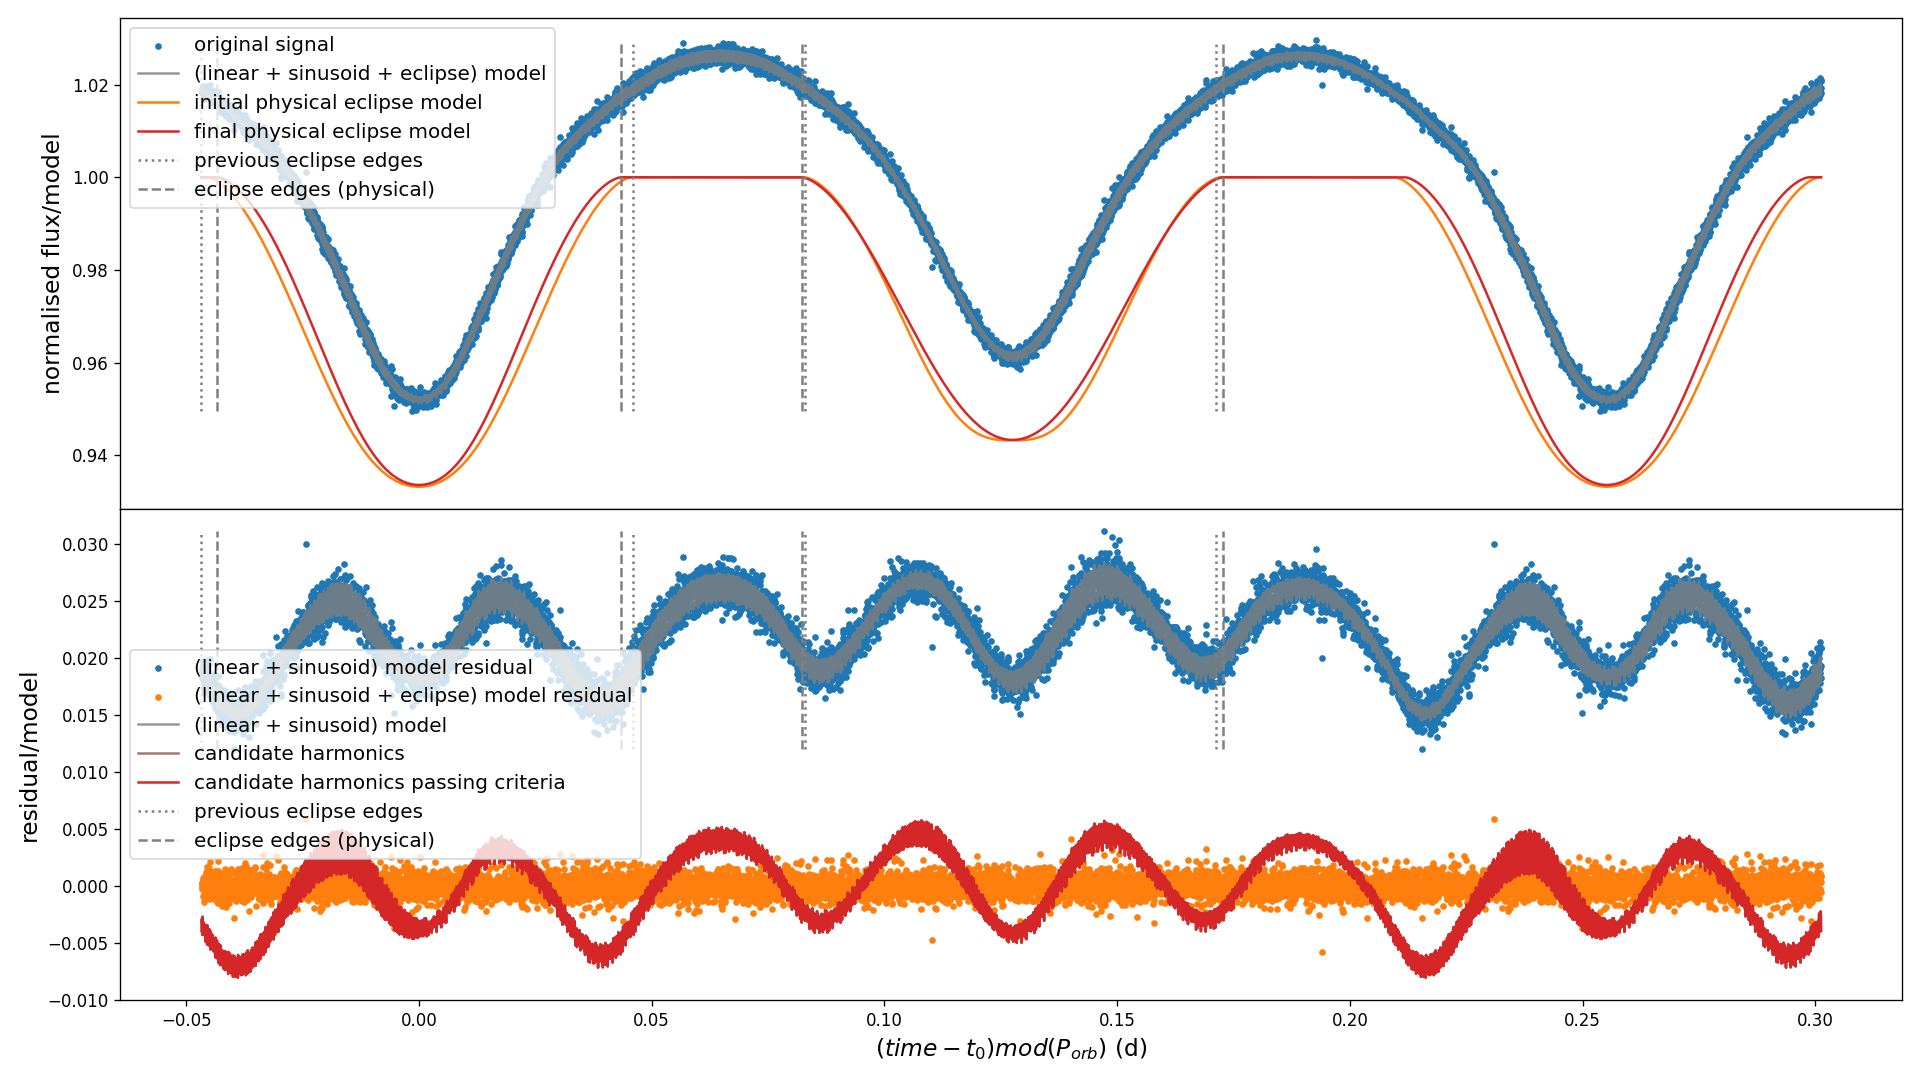 original signal
(linear + sinusoid + eclipse) model
initial physical eclipse model
final physical eclipse model
previous eclipse edges
eclipse edges (physical)
normalised flux/model
1.02
1.00
0.98
0.96
0.94
(linear + sinusoid) model residual
(linear + sinusoid + eclipse) model residual
(linear + sinusoid) model
candidate harmonics
candidate harmonics passing criteria
previous eclipse edges
eclipse edges (physical)
residual/model
0.030
0.025
0.020
0.015
0.010
0.005
0.000
−0.005
−0.010
−0.05 0.00 0.05 0.10 0.15 0.20 0.25 0.30
(time − t₀)mod(P_orb) (d)